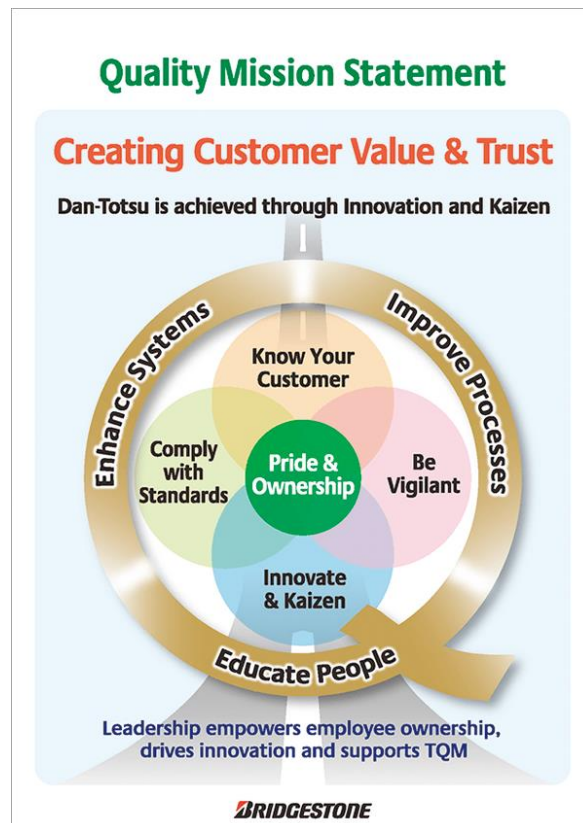 Quality Mission Statement
Creating Customer Value & Trust
Dan-Totsu is achieved through Innovation and Kaizen
Enhance Systems
Improve Processes
Know Your
Customer
Comply
with
Standards
Pride &
Ownership
Be
Vigilant
Innovate
& Kaizen
Educate People
Leadership empowers employee ownership,
drives innovation and supports TQM
BRIDGESTONE